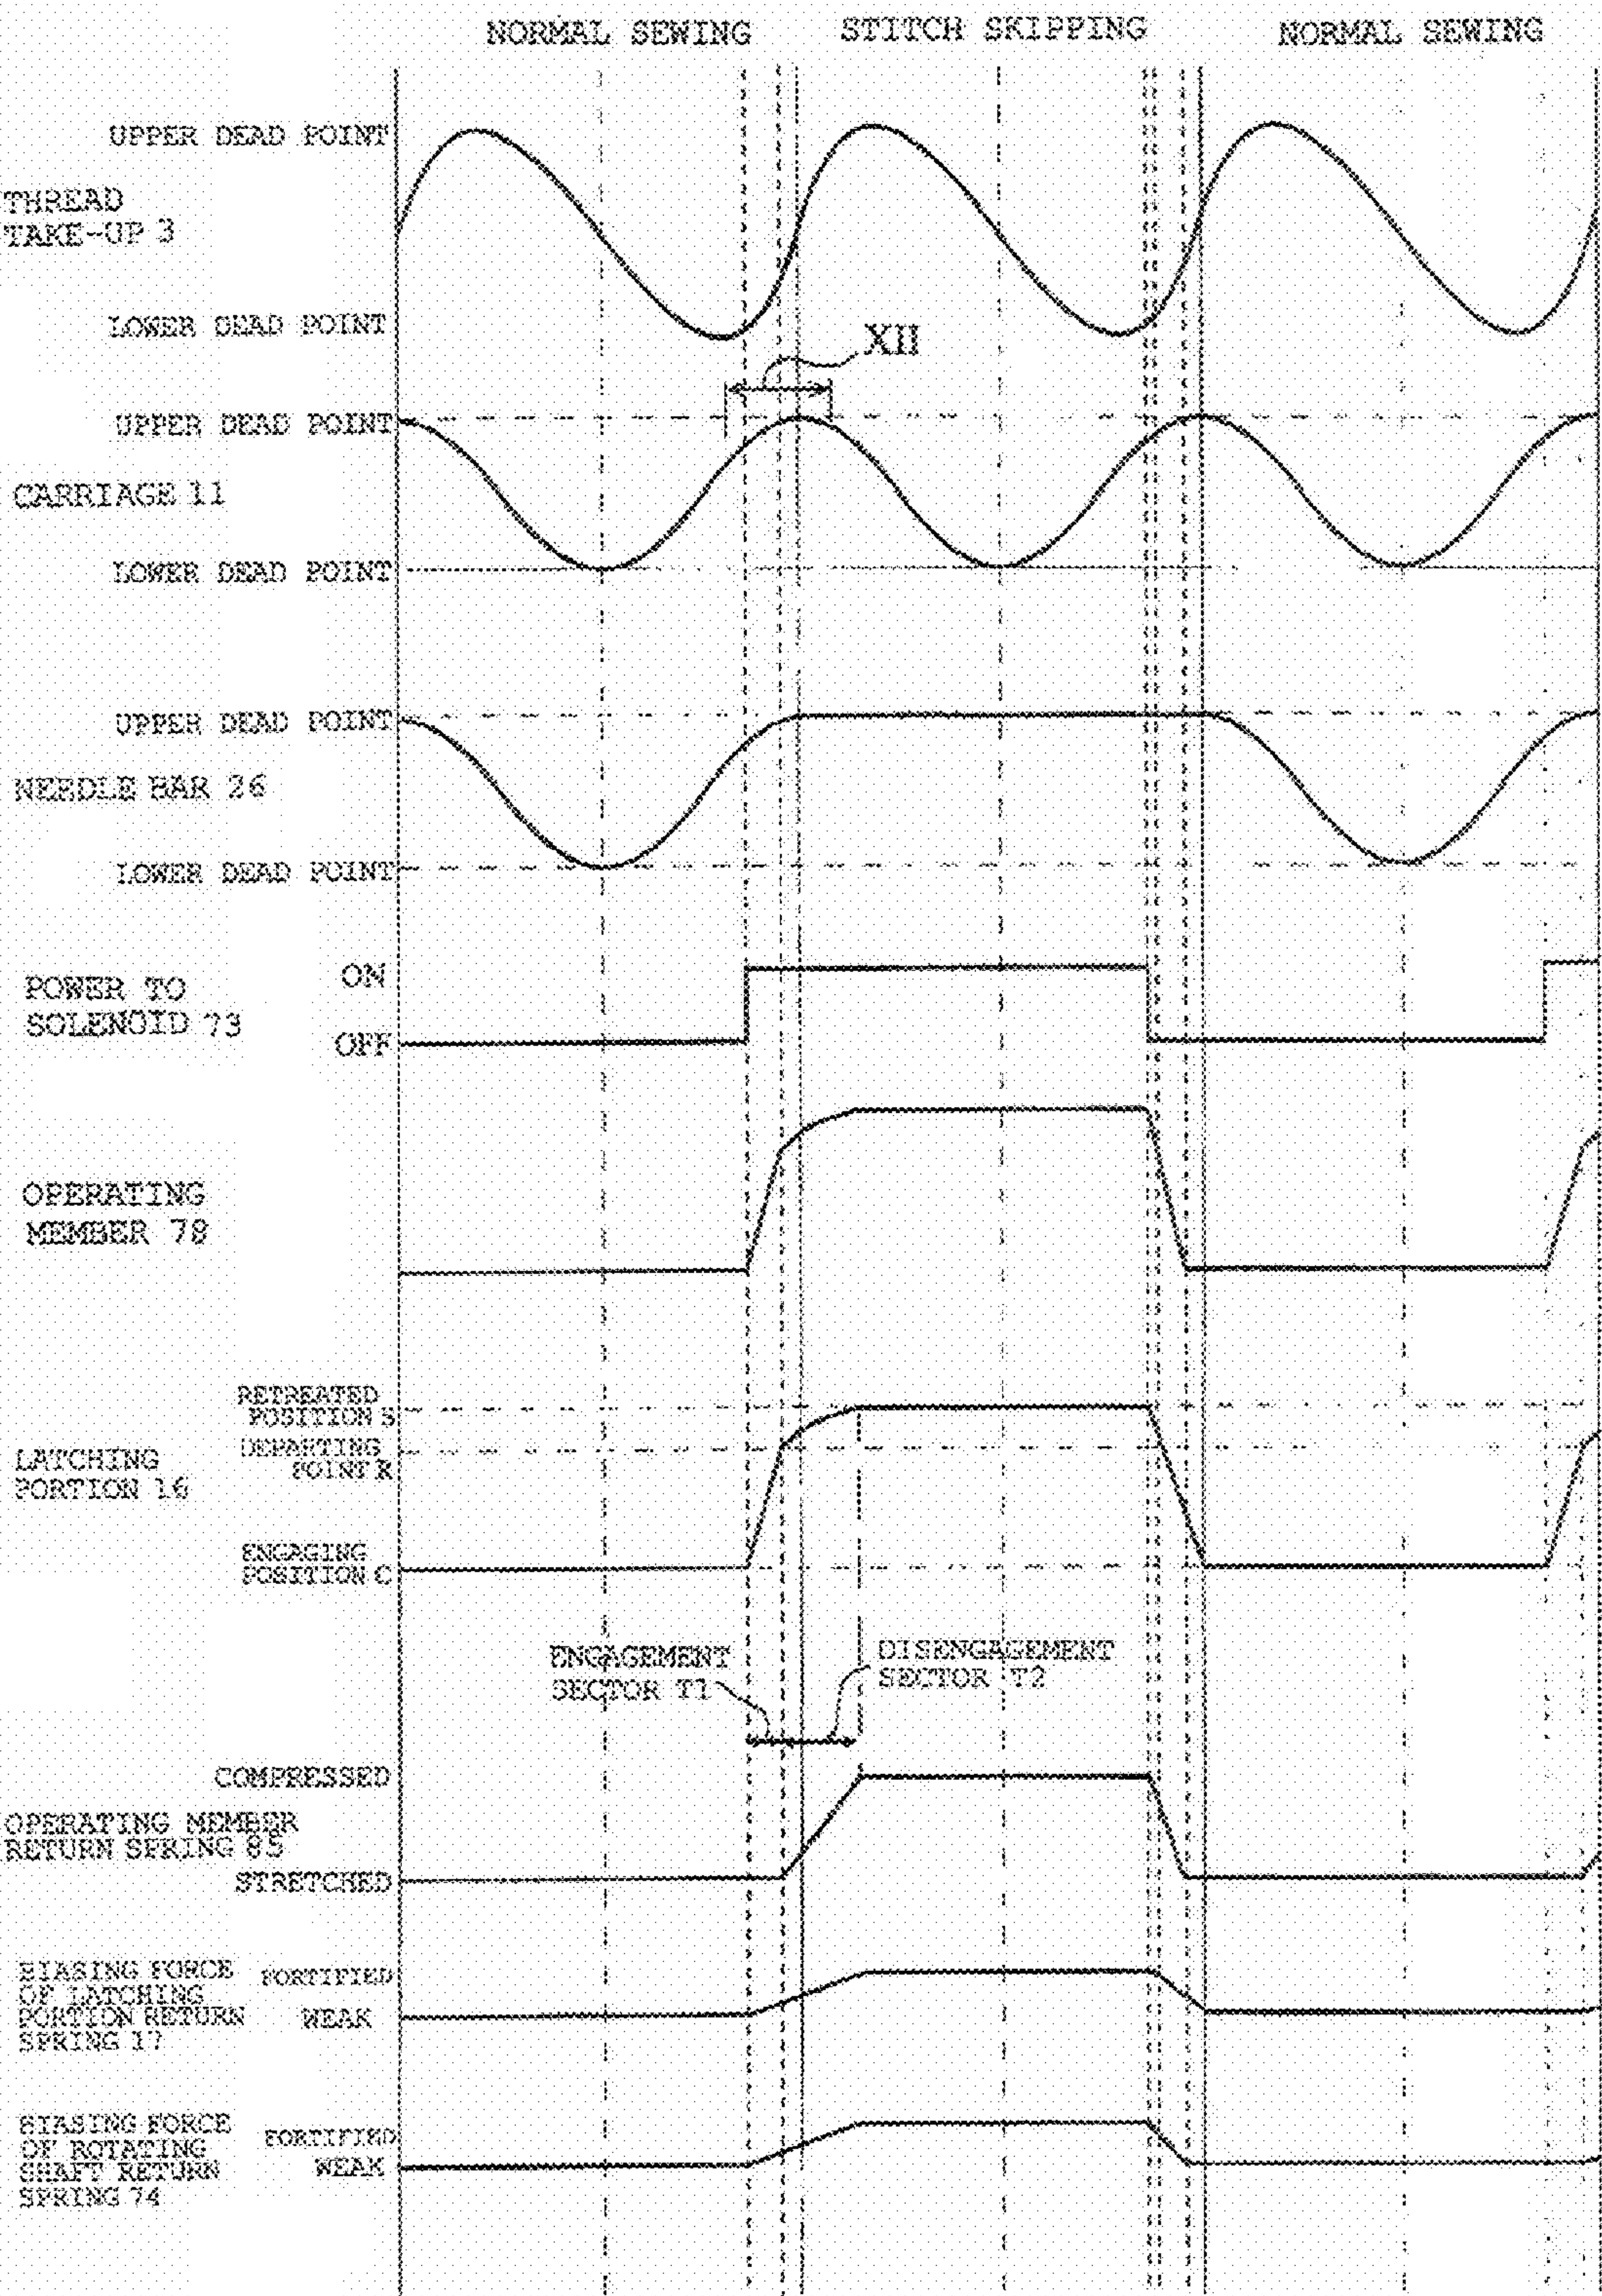 NORMAL SEWING STITCH SKIPPING NORMAL SEWING
UPPER DEAD POINT
THREAD
TAKE-UP 3
LOWER DEAD POINT
XII
UPPER DEAD POINT
CARRIAGE 11
LOWER DEAD POINT
UPPER DEAD POINT
NEEDLE BAR 26
LOWER DEAD POINT
ON
POWER TO
SOLENOID 73
OFF
OPERATING
MEMBER 78
RETREATED
POSITION S
DEPARTING
POINT R
LATCHING
PORTION 16
ENGAGING
POSITION C
ENGAGEMENT
SECTOR T1
DISENGAGEMENT
SECTOR T2
COMPRESSED
OPERATING MEMBER
RETURN SPRING 85
STRETCHED
BIASING FORCE
OF LATCHING
PORTION RETURN
SPRING 17
FORTIFIED
WEAK
BIASING FORCE
OF ROTATING
SHAFT RETURN
SPRING 74
FORTIFIED
WEAK